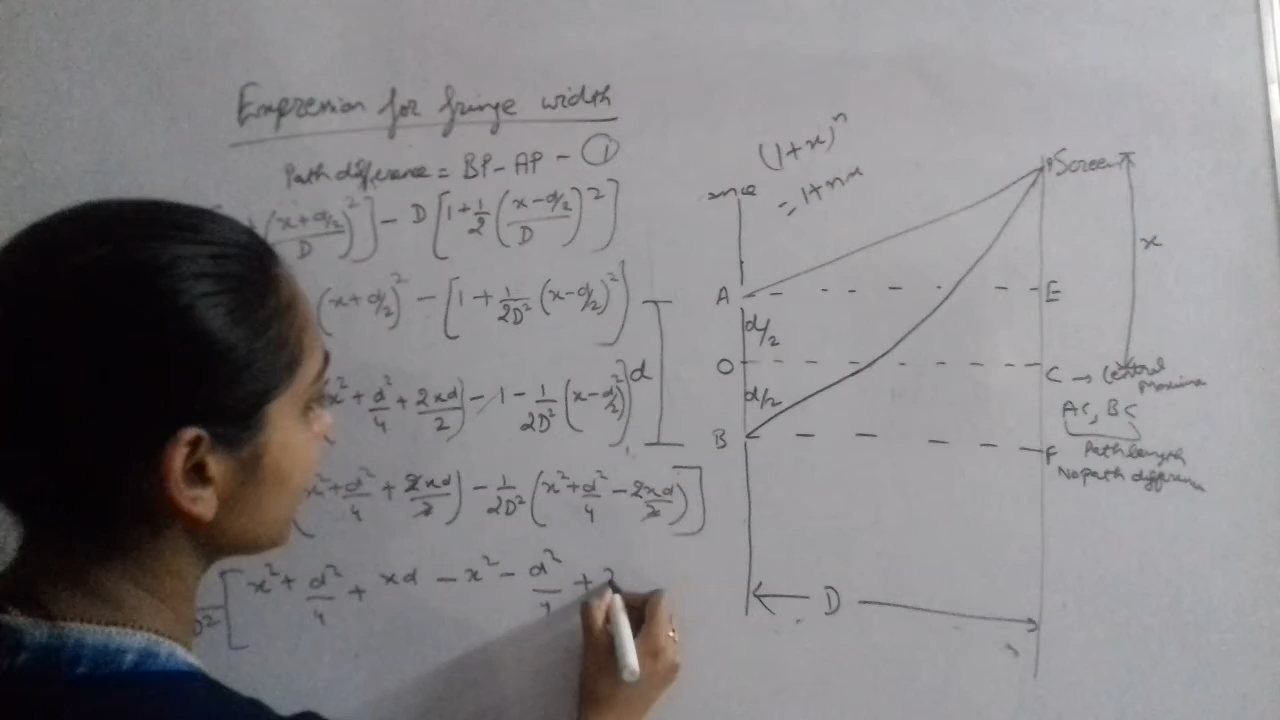 Expression for fringe width
Path difference = BP - AP - (1)
(x+d/2 / D)²] - D[1 + 1/2 (x-d/2 / D)²]
(x+d/2)² - [1 + 1/2D² (x-d/2)²]
x² + d²/4 + 2xd/2) - 1 - 1/2D² (x-d/2)²]
(x² + d²/4 + 2xd/2) - 1/2D² (x² + d²/4 - 2xd/2)]
D² [x² + d²/4 + xd - x² - d²/4 +
(1+x)ⁿ
= 1+nx
P Screen
x
A
E
d/2
d
O
C → Central
Maxima
d/2
AC, BC
B
F
Path length
No path difference
D